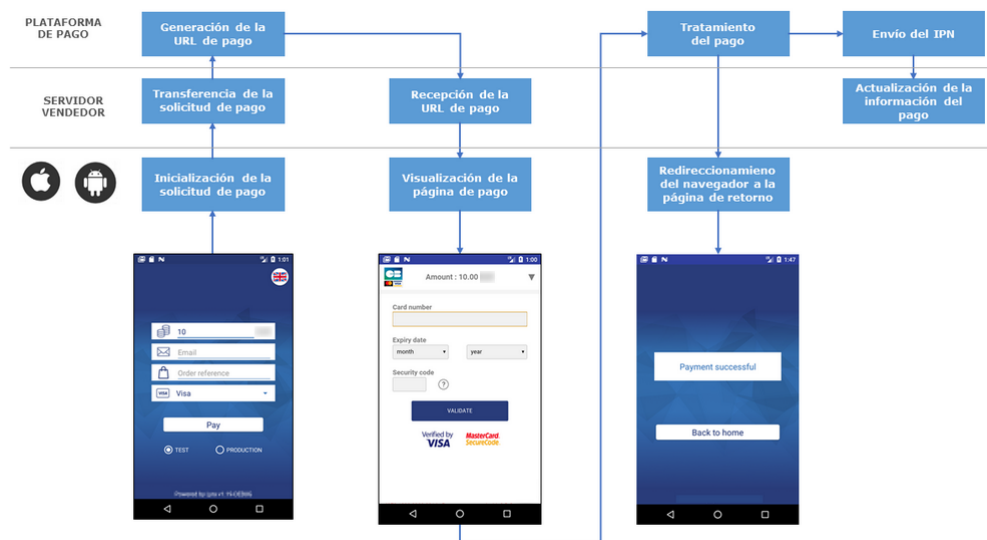 PLATAFORMA
DE PAGO
Generación de la
URL de pago
Tratamiento
del pago
Envío del IPN
SERVIDOR
VENDEDOR
Transferencia de la
solicitud de pago
Recepción de la
URL de pago
Actualización de la
información del
pago
Inicialización de la
solicitud de pago
Visualización de la
página de pago
Redireccionamieno
del navegador a la
página de retorno
1:01
10
Email
Order reference
VISA Visa
Pay
TEST PRODUCTION
Powered by
1:00
CB
Amount : 10.00
Card number
Expiry date
month year
Security code
?
VALIDATE
Verified by
VISA
MasterCard.
SecureCode.
1:47
Payment successful
Back to home